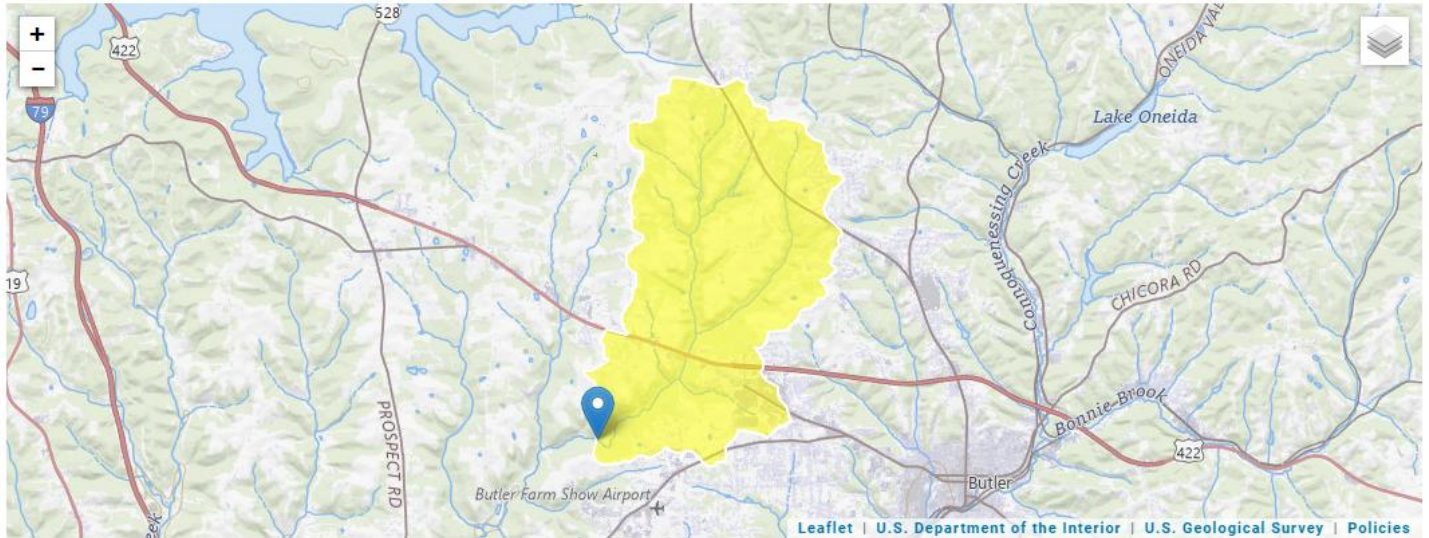 +
−
528
422
79
ONEIDA VAL
Lake Oneida
Connoquenessing Creek
19
CHICORA RD
PROSPECT RD
Bonnie Brook
422
Butler
Butler Farm Show Airport
eek
Leaflet | U.S. Department of the Interior | U.S. Geological Survey | Policies